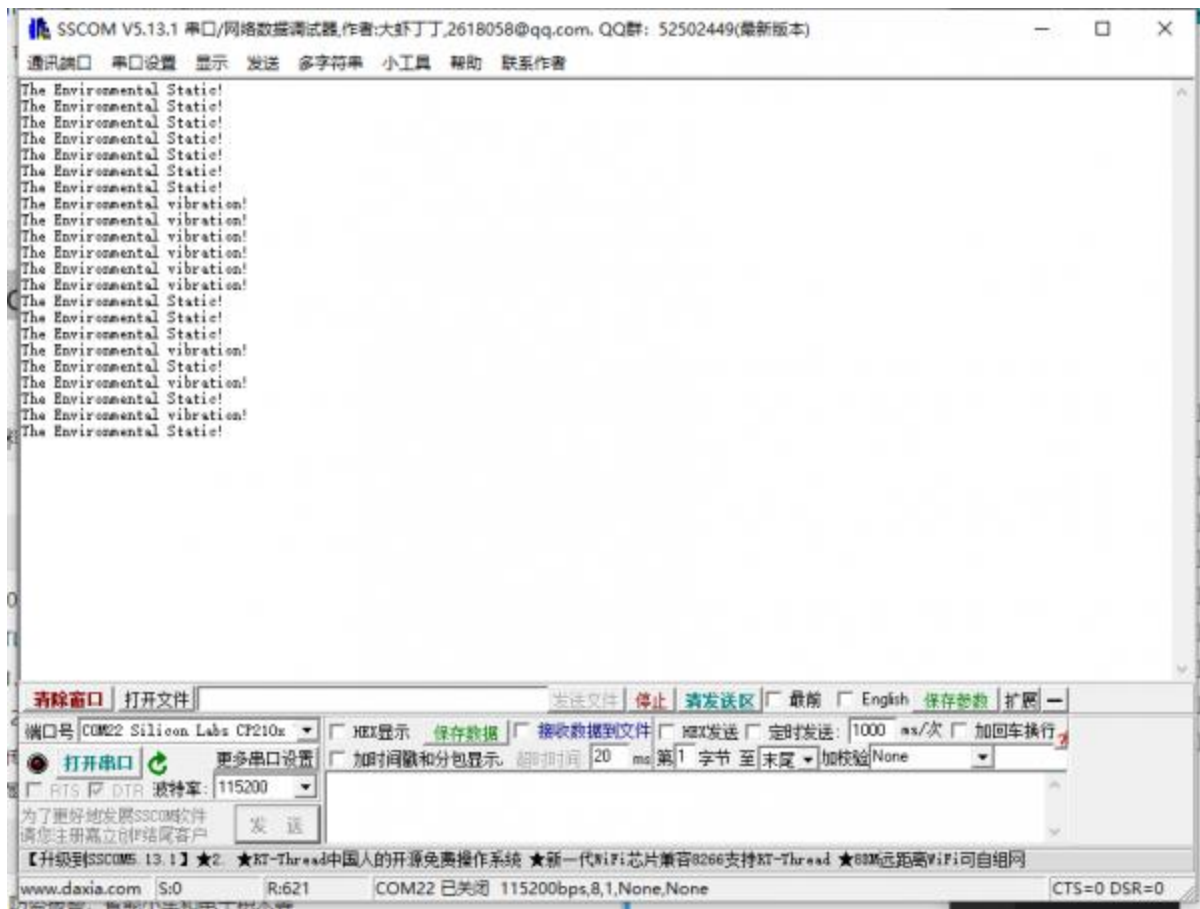 SSCOM V5.13.1 串口/网络数据调试器,作者:大虾丁丁,2618058@qq.com. QQ群: 52502449(最新版本)
通讯端口 串口设置 显示 发送 多字符串 小工具 帮助 联系作者
The Environmental Static!
The Environmental Static!
The Environmental Static!
The Environmental Static!
The Environmental Static!
The Environmental Static!
The Environmental Static!
The Environmental vibration!
The Environmental vibration!
The Environmental vibration!
The Environmental vibration!
The Environmental vibration!
The Environmental vibration!
The Environmental Static!
The Environmental Static!
The Environmental Static!
The Environmental vibration!
The Environmental Static!
The Environmental vibration!
The Environmental Static!
The Environmental vibration!
The Environmental Static!
清除窗口 打开文件 发送文件 停止 清发送区 最前 English 保存参数 扩展 —
端口号 COM22 Silicon Labs CP210x HEX显示 保存数据 接收数据到文件 HEX发送 定时发送: 1000 ms/次 加回车换行
打开串口 更多串口设置 加时间戳和分包显示. 超时时间: 20 ms 第1 字节 至 末尾 加校验 None
RTS DTR 波特率: 115200
为了更好地发展SSCOM软件
请您注册嘉立创F结尾客户 发 送
【升级到SSCOM5.13.1】★2. ★RT-Thread中国人的开源免费操作系统 ★新一代WiFi芯片兼容8266支持RT-Thread ★8KM远距离WiFi可自组网
www.daxia.com S:0 R:621 COM22 已关闭 115200bps,8,1,None,None CTS=0 DSR=0